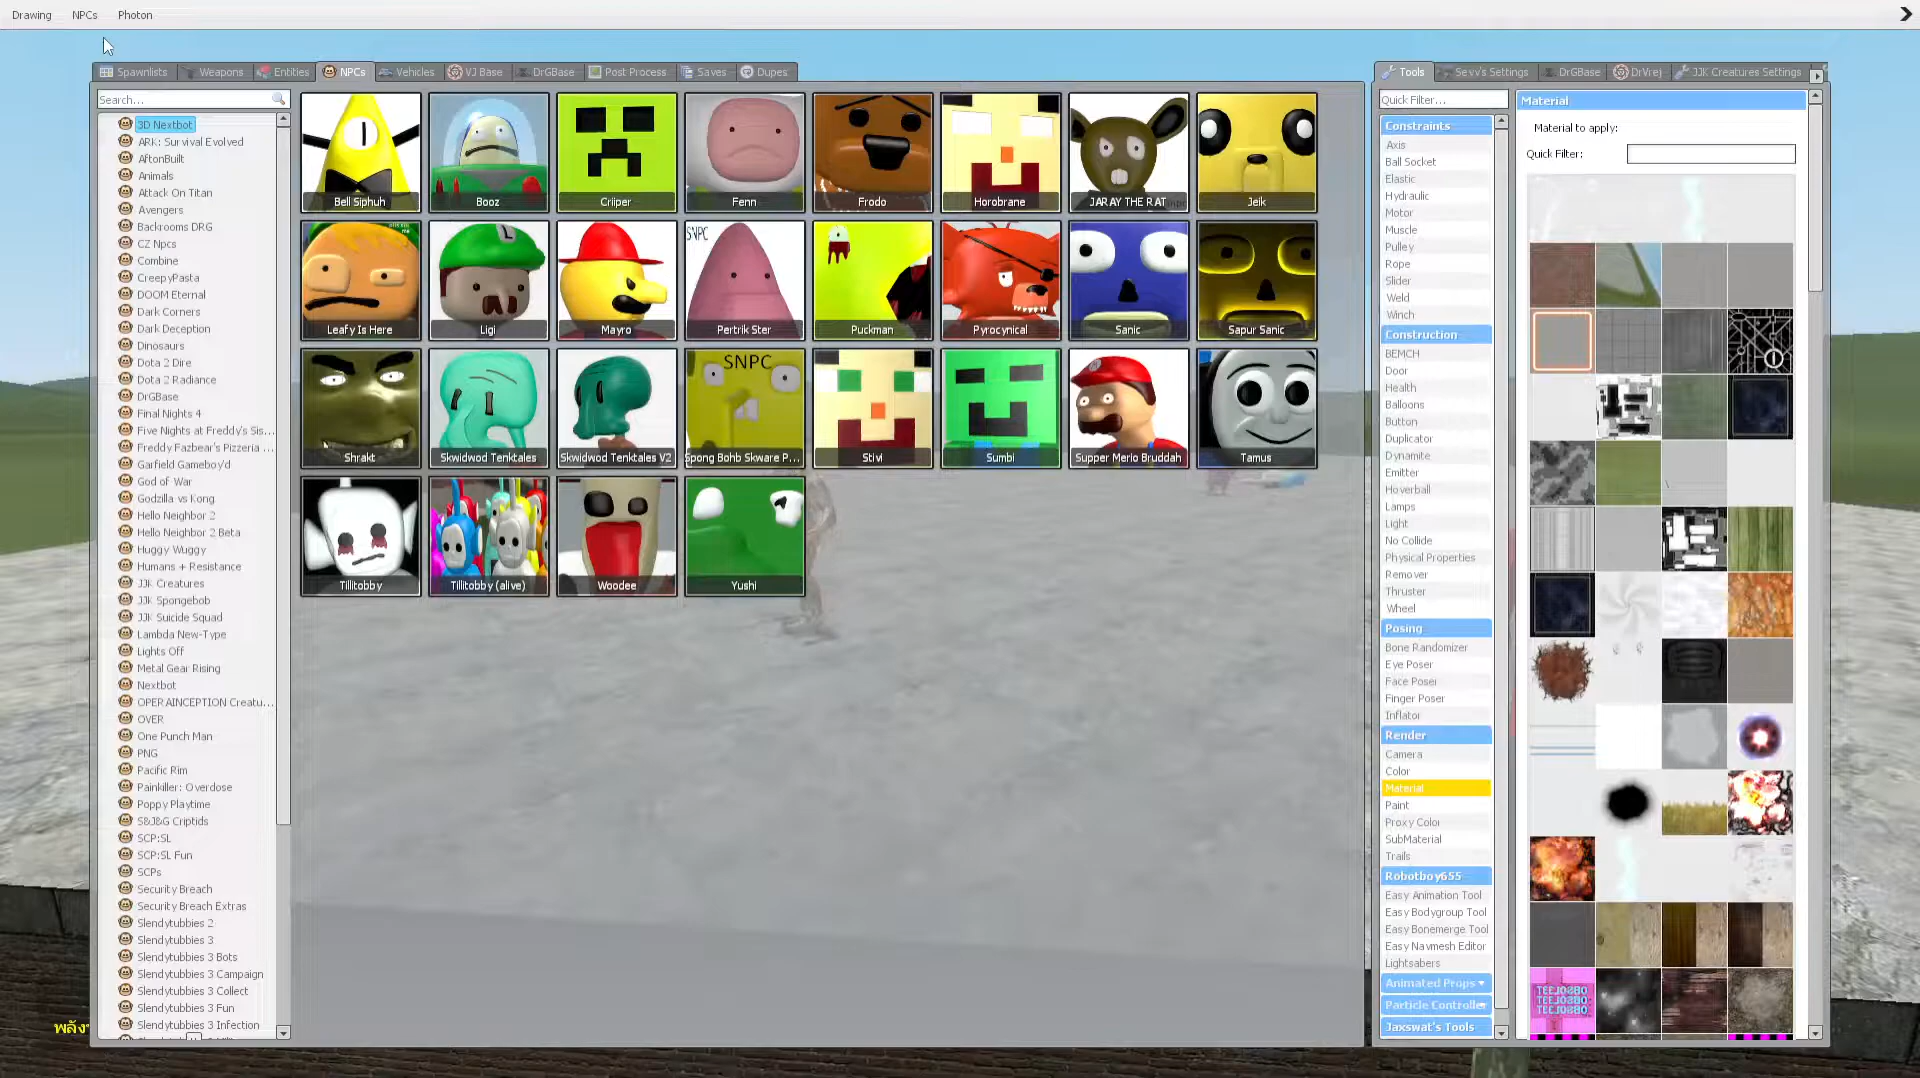 Drawing NPCs Photon
Spawnlists Weapons Entities NPCs Vehicles VJ Base DrGBase Post Process Saves Dupes
Search...
3D Nextbot
ARK: Survival Evolved
AftonBuilt
Animals
Attack On Titan
Avengers
Backrooms DRG
CZ Npcs
Combine
CreepyPasta
DOOM Eternal
Dark Corners
Dark Deception
Dinosaurs
Dota 2 Dire
Dota 2 Radiance
DrGBase
Final Nights 4
Five Nights at Freddy's Sis...
Freddy Fazbear's Pizzeria ...
Garfield Gameboy'd
God of War
Godzilla vs Kong
Hello Neighbor 2
Hello Neighbor 2 Beta
Huggy Wuggy
Humans + Resistance
JJK Creatures
JJK Spongebob
JJK Suicide Squad
Lambda New-Type
Lights Off
Metal Gear Rising
Nextbot
OPERAINCEPTION Creatu...
OVER
One Punch Man
PNG
Pacific Rim
Painkiller: Overdose
Poppy Playtime
S&J&G Criptids
SCP:SL
SCP:SL Fun
SCPs
Security Breach
Security Breach Extras
Slendytubbies 2
Slendytubbies 3
Slendytubbies 3 Bots
Slendytubbies 3 Campaign
Slendytubbies 3 Collect
Slendytubbies 3 Fun
Slendytubbies 3 Infection
Bell Siphuh Booz Criiper Fenn Frodo Horobrane JARAY THE RAT Jeik
SNPC
Leafy Is Here Ligi Mayro Pertrik Ster Puckman Pyrocynical Sanic Sapur Sanic
SNPC
Shrakt Skwidwod Tenktales Skwidwod Tenktales V2 Spong Bohb Skware P... Stivi Sumbi Supper Merio Bruddah Tamus
Tillitobby Tillitobby (alive) Woodee Yushi
Tools Sevv's Settings DrGBase DrVrej JJK Creatures Settings
Quick Filter...
Constraints
Axis
Ball Socket
Elastic
Hydraulic
Motor
Muscle
Pulley
Rope
Slider
Weld
Winch
Construction
BEMCH
Door
Health
Balloons
Button
Duplicator
Dynamite
Emitter
Hoverball
Lamps
Light
No Collide
Physical Properties
Remover
Thruster
Wheel
Posing
Bone Randomizer
Eye Poser
Face Poser
Finger Poser
Inflator
Render
Camera
Color
Material
Paint
Proxy Color
SubMaterial
Trails
Robotboy655
Easy Animation Tool
Easy Bodygroup Tool
Easy Bonemerge Tool
Easy Navmesh Editor
Lightsabers
Animated Props
Particle Controller
Jaxswat's Tools
Material
Material to apply:
Quick Filter:
พลัง